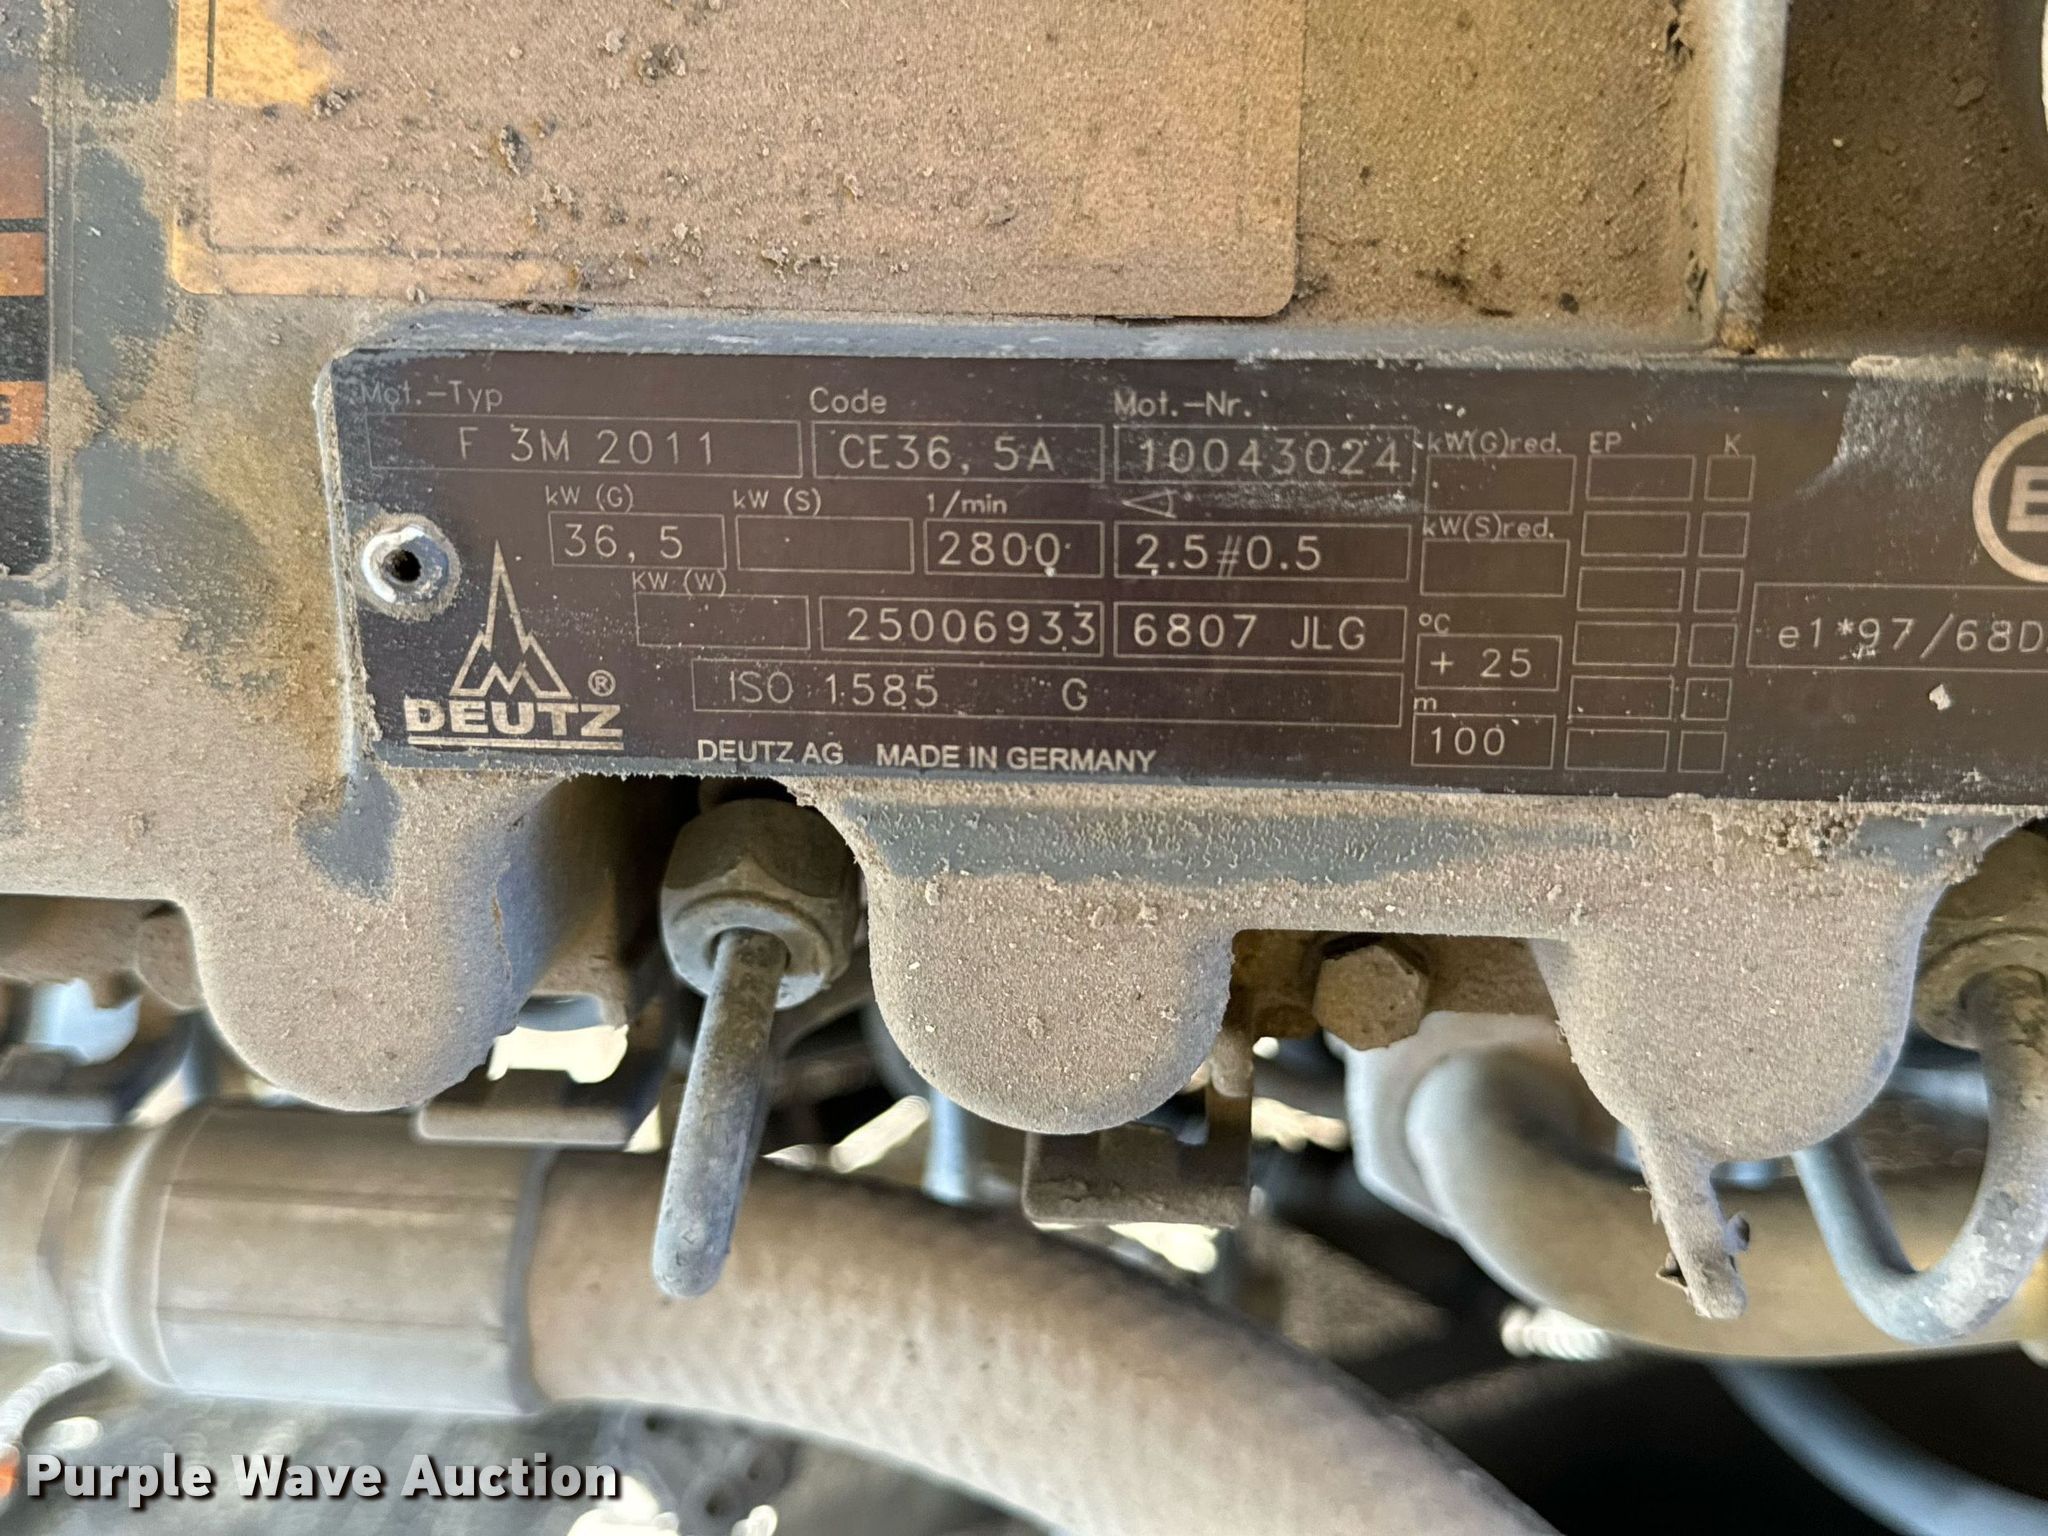 Mot.-Typ Code Mot.-Nr.
F 3M 2011 CE36,5A 10043024 kW(G)red. EP K
kW (G) kW (S) 1/min
36,5 2800 2.5#0.5 kW(S)red.
kW (W)
25006933 6807 JLG °C e1*97/68D
+ 25
ISO 1585 G m
DEUTZ ®
100
DEUTZ AG MADE IN GERMANY
Purple Wave Auction